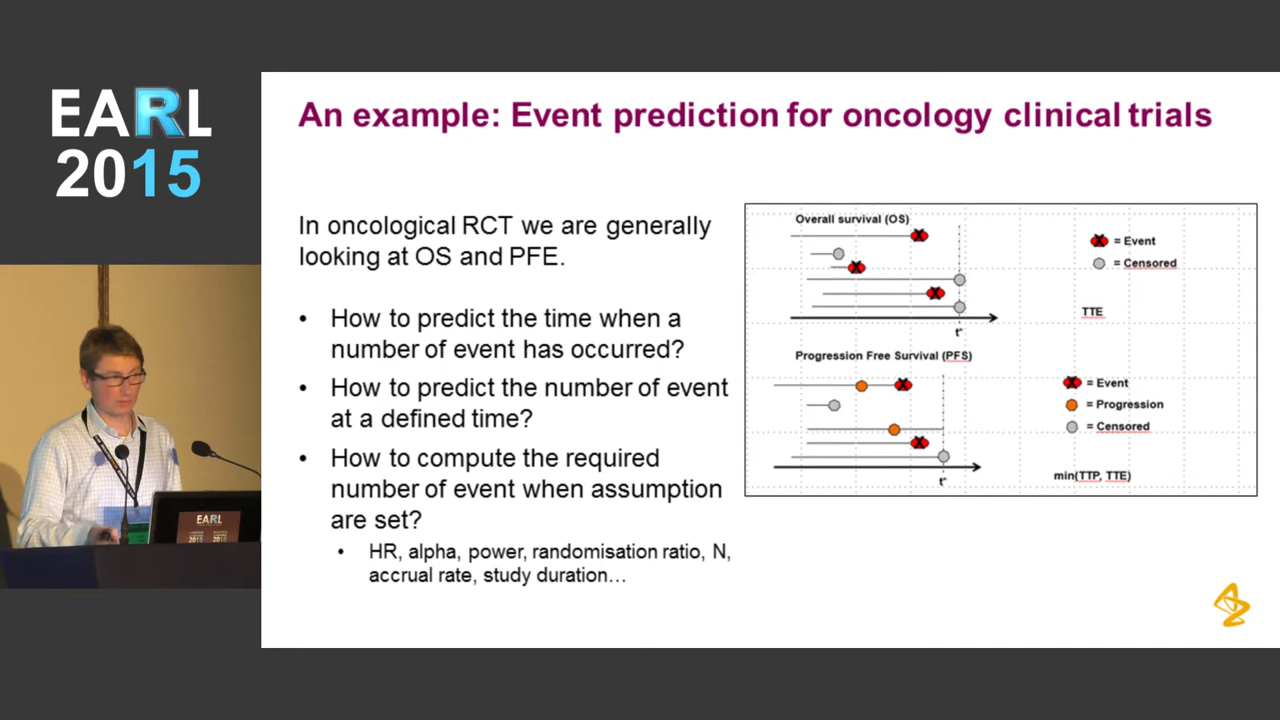 EARL
2015
An example: Event prediction for oncology clinical trials
In oncological RCT we are generally
looking at OS and PFE.
• How to predict the time when a
number of event has occurred?
• How to predict the number of event
at a defined time?
• How to compute the required
number of event when assumption
are set?
• HR, alpha, power, randomisation ratio, N,
accrual rate, study duration…
Overall survival (OS)
= Event
= Censored
TTE
t*
Progression Free Survival (PFS)
= Event
= Progression
= Censored
t*
min(TTP, TTE)
EARL